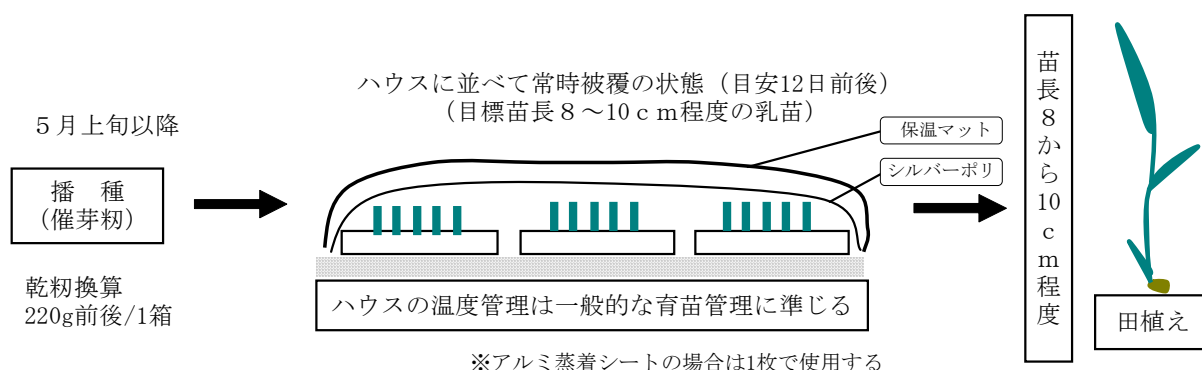 5月上旬以降
播　種
(催芽籾)
乾籾換算
220g前後/1箱
ハウスに並べて常時被覆の状態（目安12日前後）
（目標苗長８～10ｃｍ程度の乳苗）
保温マット
シルバーポリ
ハウスの温度管理は一般的な育苗管理に準じる
※アルミ蒸着シートの場合は1枚で使用する
苗長８から10ｃｍ程度
田植え